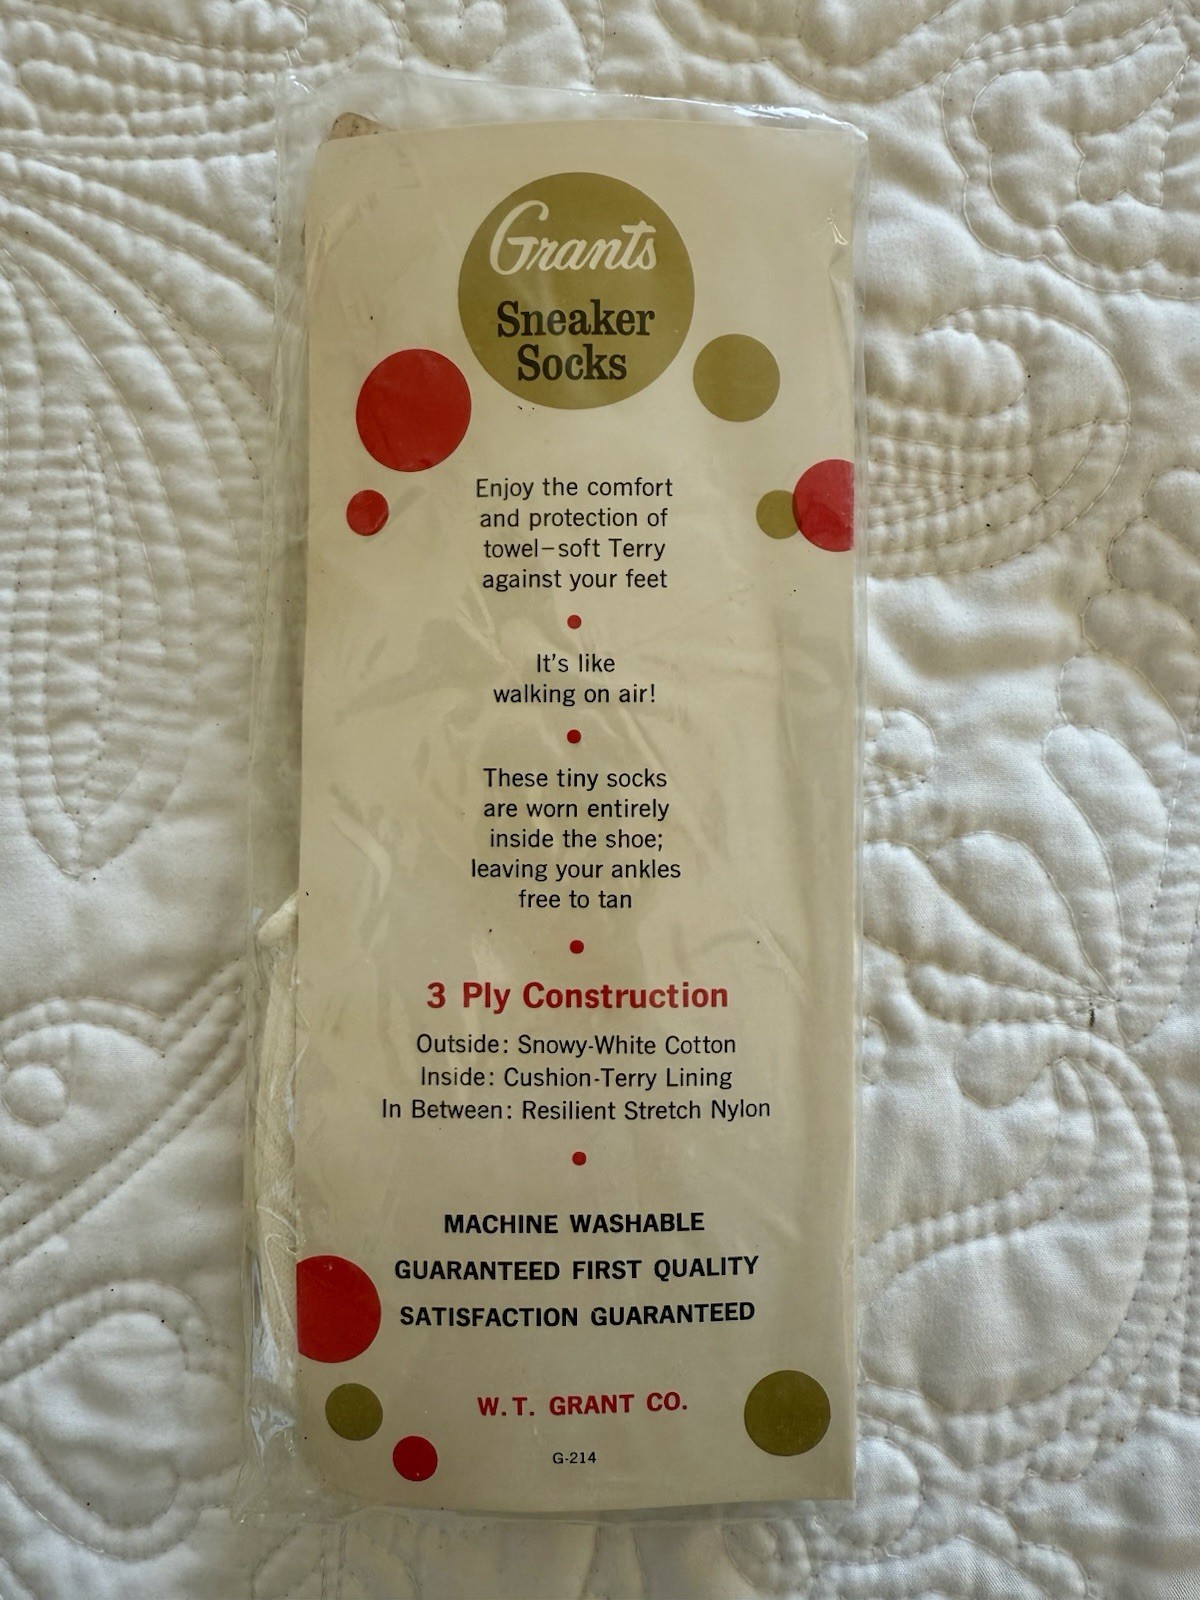 Grants
Sneaker
Socks
Enjoy the comfort
and protection of
towel-soft Terry
against your feet
It's like
walking on air!
These tiny socks
are worn entirely
inside the shoe;
leaving your ankles
free to tan
3 Ply Construction
Outside: Snowy-White Cotton
Inside: Cushion-Terry Lining
In Between: Resilient Stretch Nylon
MACHINE WASHABLE
GUARANTEED FIRST QUALITY
SATISFACTION GUARANTEED
W. T. GRANT CO.
G-214